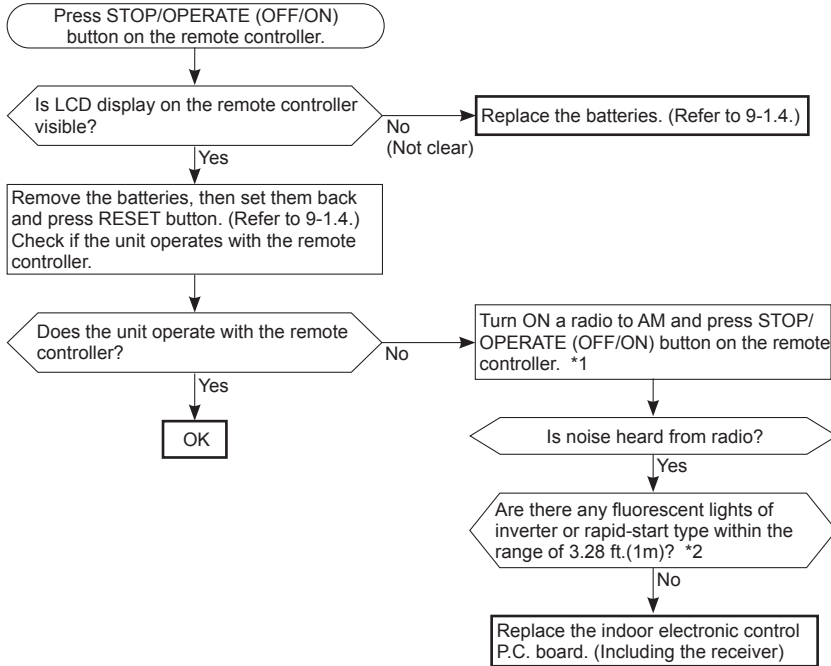 Press STOP/OPERATE (OFF/ON)
button on the remote controller.
Is LCD display on the remote controller
visible?
No
(Not clear)
Replace the batteries. (Refer to 9-1.4.)
Yes
Remove the batteries, then set them back
and press RESET button. (Refer to 9-1.4.)
Check if the unit operates with the remote
controller.
Does the unit operate with the remote
controller?
No
Yes
OK
Turn ON a radio to AM and press STOP/
OPERATE (OFF/ON) button on the remote
controller. *1
Is noise heard from radio?
Yes
Are there any fluorescent lights of
inverter or rapid-start type within the
range of 3.28 ft.(1m)? *2
No
Replace the indoor electronic control
P.C. board. (Including the receiver)